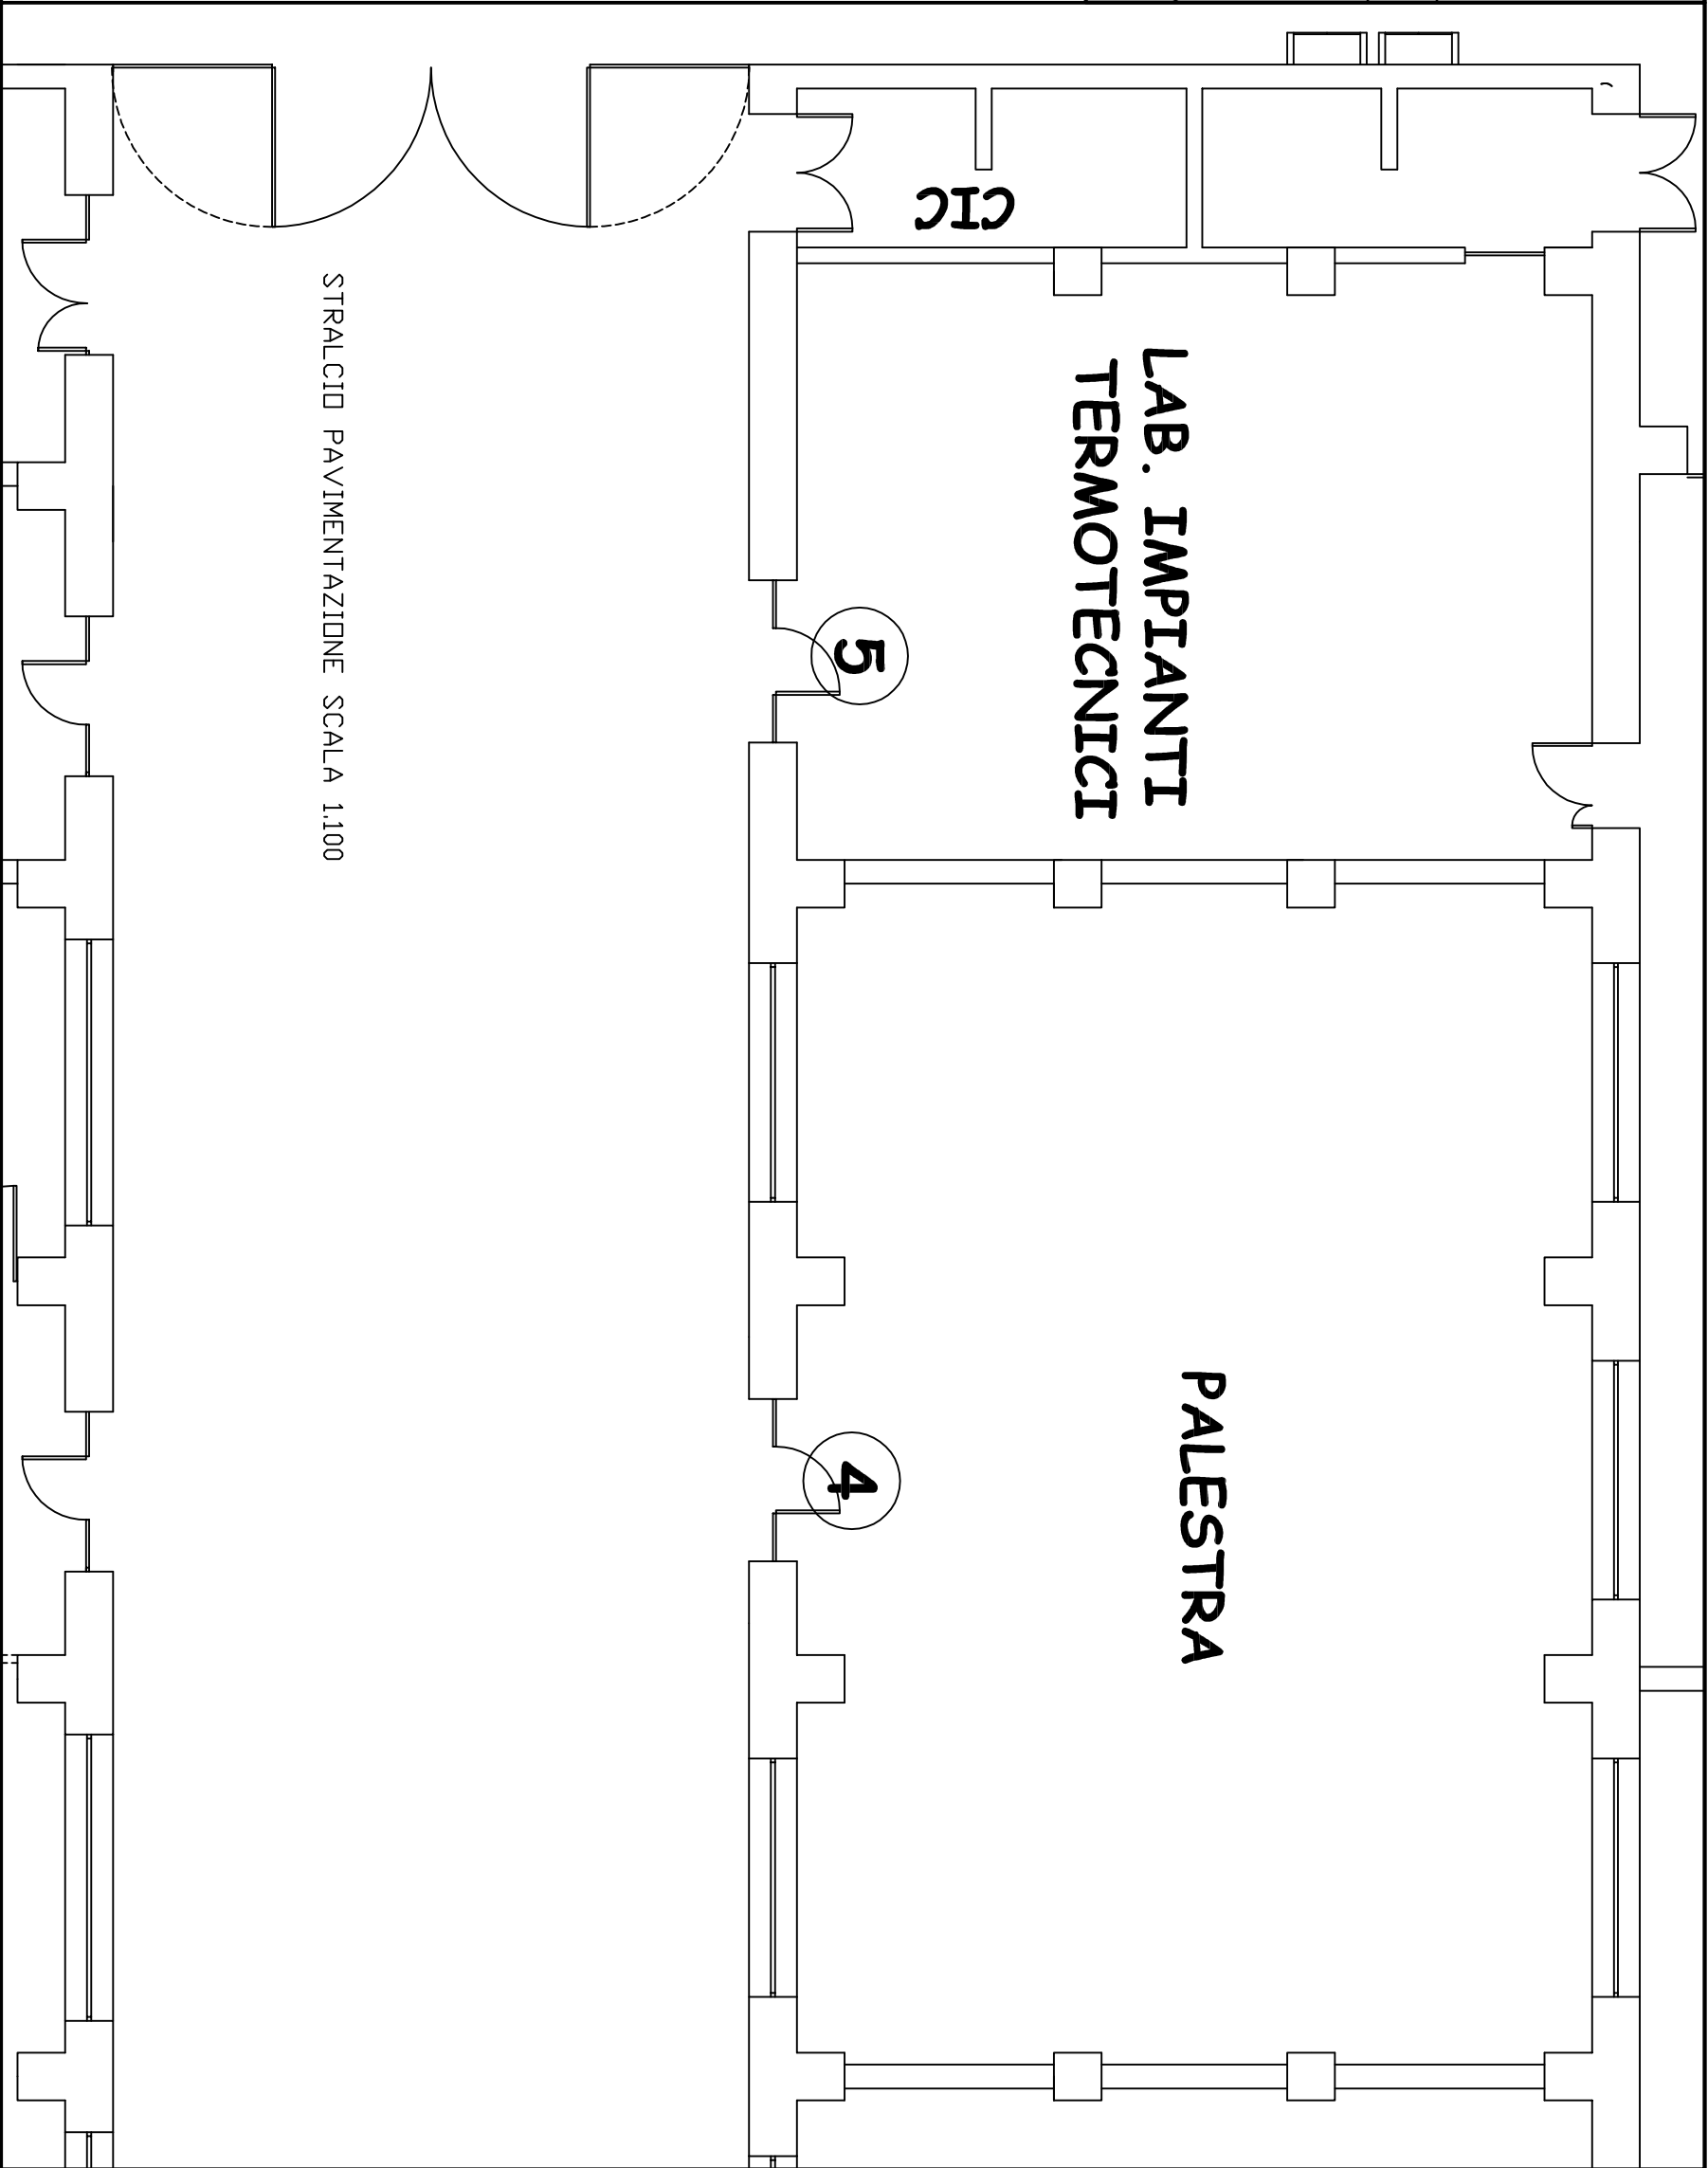 CIC
LAB. IMPIANTI
TERMOTECNICI
STRALCIO PAVIMENTAZIONE SCALA 1.100
5
4
PALESTRA